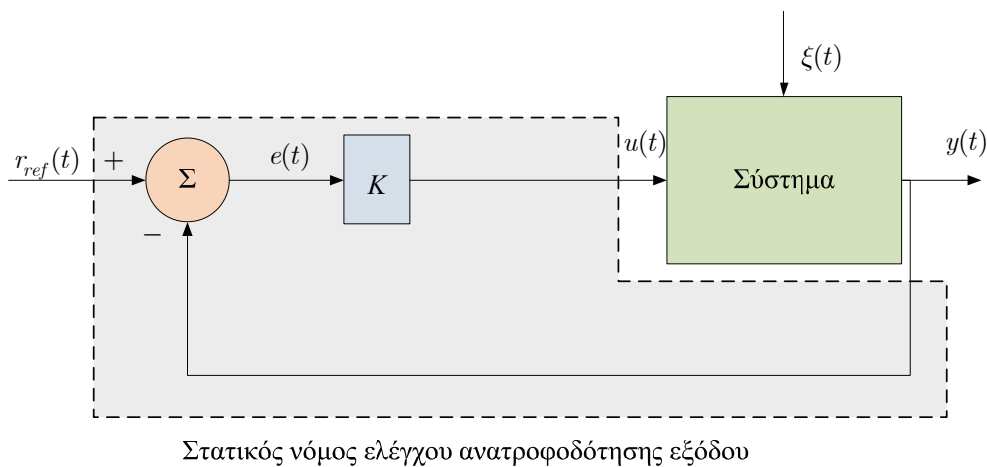 ξ(t)
r_ref(t) + Σ e(t) K u(t) Σύστημα y(t)
−
Στατικός νόμος ελέγχου ανατροφοδότησης εξόδου